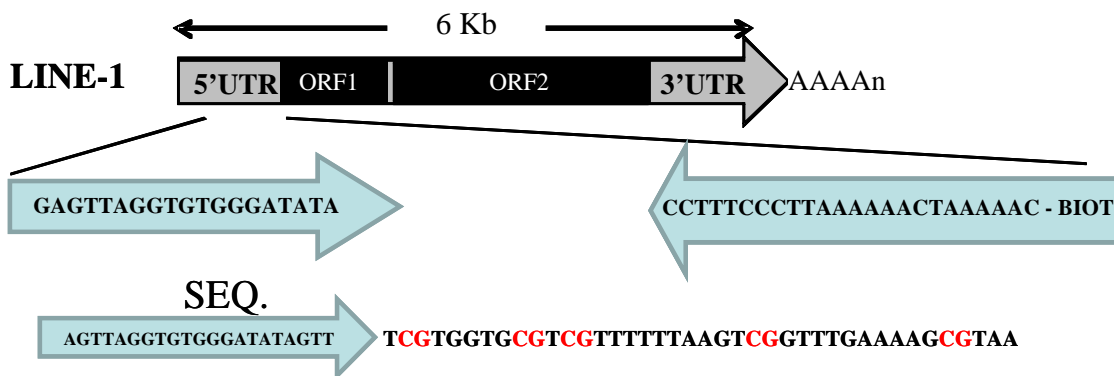 6 Kb
LINE-1 5’UTR ORF1 ORF2 3’UTR AAAAn
GAGTTAGGTGTGGGATATA CCTTTCCCTTAAAAAACTAAAAAC - BIOT
SEQ.
AGTTAGGTGTGGGATATAGTT TCGTGGTGCGTCGTTTTTTAAGTCGGTTTGAAAAGCGTAA